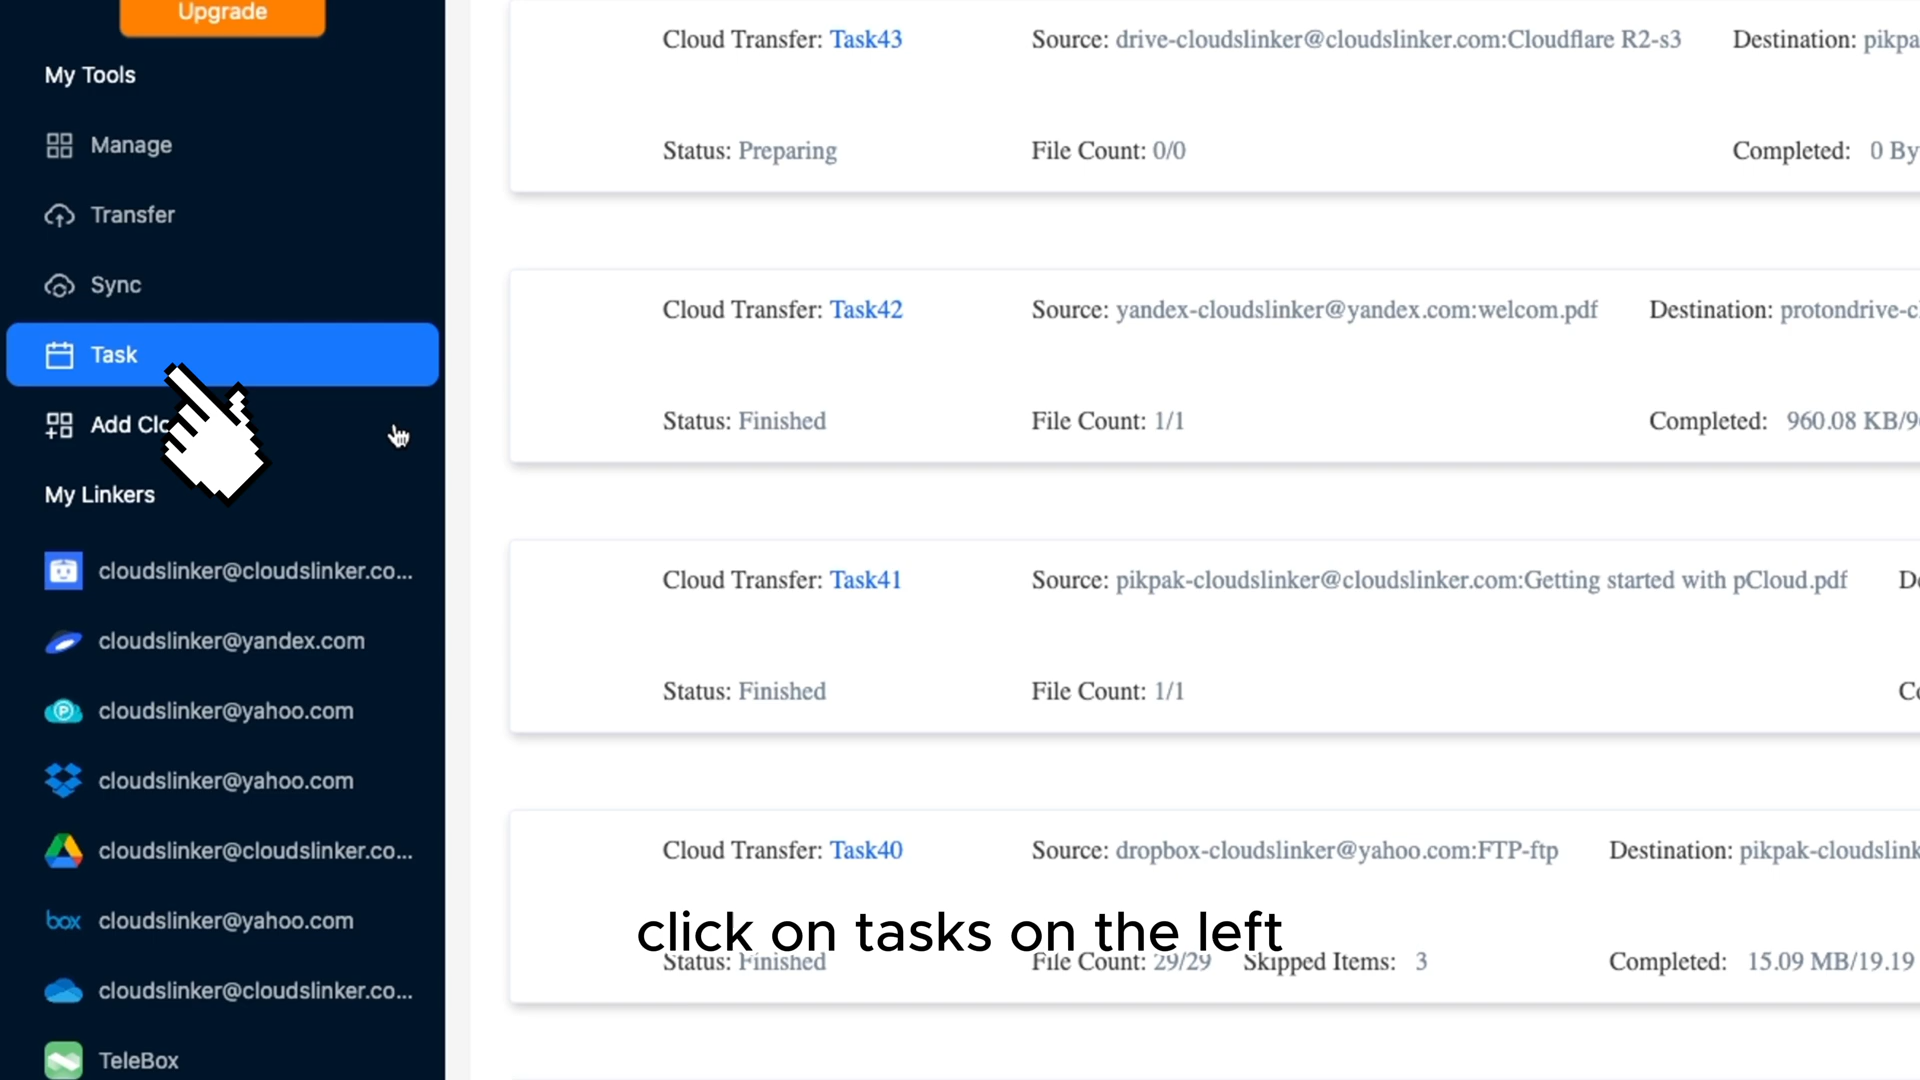 Upgrade
My Tools
Manage
Transfer
Sync
Task
Add Clo
My Linkers
cloudslinker@cloudslinker.co...
cloudslinker@yandex.com
cloudslinker@yahoo.com
cloudslinker@yahoo.com
cloudslinker@cloudslinker.co...
box cloudslinker@yahoo.com
cloudslinker@cloudslinker.co...
TeleBox
Cloud Transfer: Task43 Source: drive-cloudslinker@cloudslinker.com:Cloudflare R2-s3 Destination: pikpa
Status: Preparing File Count: 0/0 Completed: 0 By
Cloud Transfer: Task42 Source: yandex-cloudslinker@yandex.com:welcom.pdf Destination: protondrive-c
Status: Finished File Count: 1/1 Completed: 960.08 KB/9
Cloud Transfer: Task41 Source: pikpak-cloudslinker@cloudslinker.com:Getting started with pCloud.pdf De
Status: Finished File Count: 1/1 Co
Cloud Transfer: Task40 Source: dropbox-cloudslinker@yahoo.com:FTP-ftp Destination: pikpak-cloudslink
click on tasks on the left
Status: Finished File Count: 29/29 Skipped Items: 3 Completed: 15.09 MB/19.19